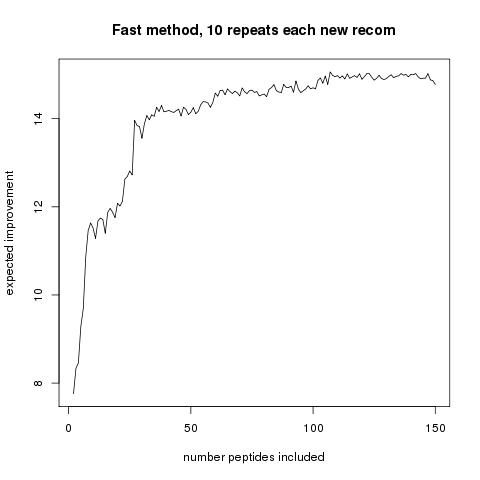 Fast method, 10 repeats each new recom
expected improvement
14
12
10
8
0 50 100 150
number peptides included